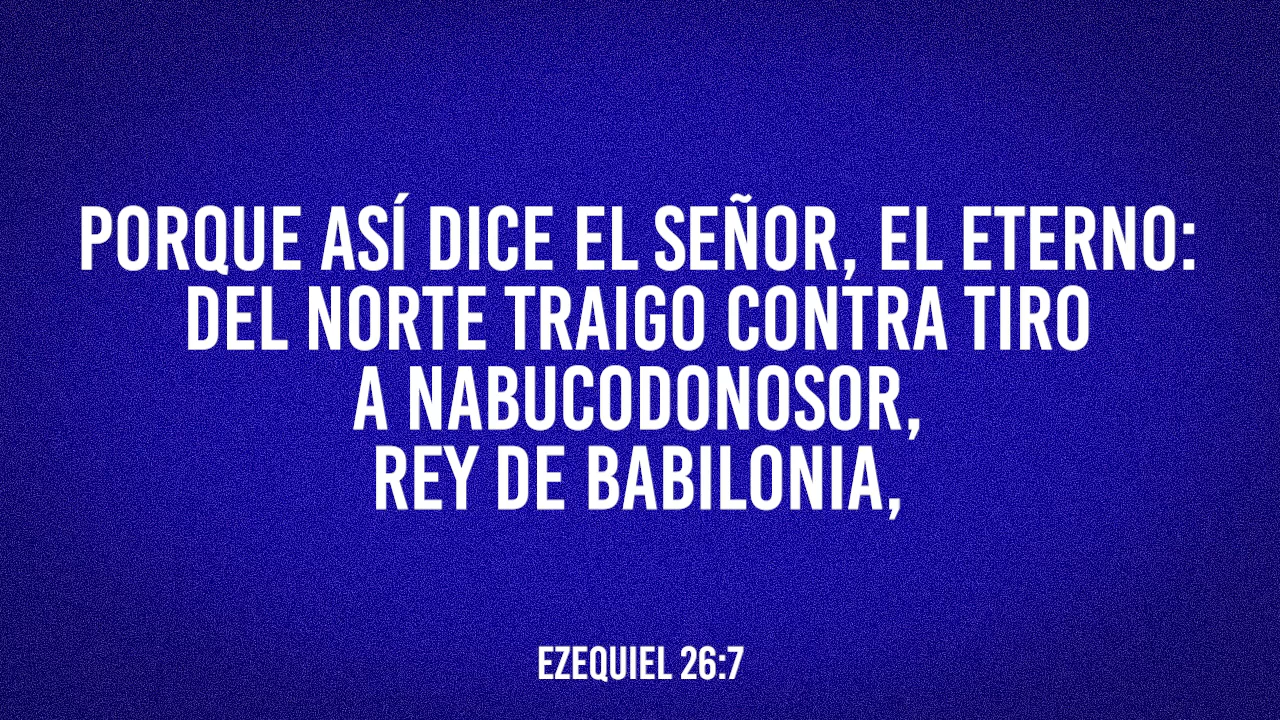 PORQUE ASÍ DICE EL SEÑOR, EL ETERNO:
DEL NORTE TRAIGO CONTRA TIRO
A NABUCODONOSOR,
REY DE BABILONIA,
EZEQUIEL 26:7